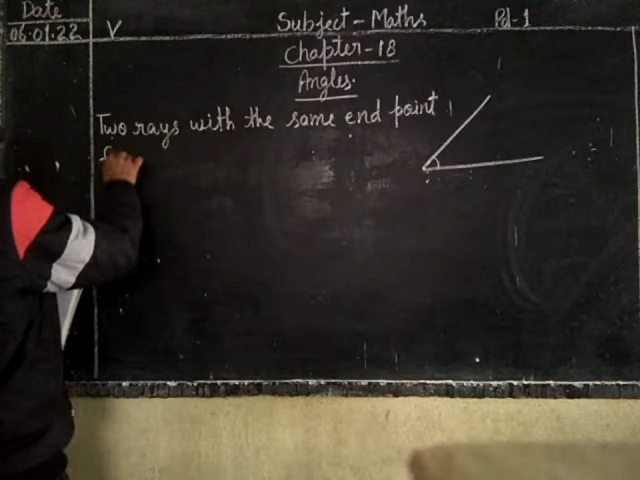 Date
06.01.22
V
Subject - Maths
Pd-1
Chapter-18
Angles.
Two rays with the same end point
f